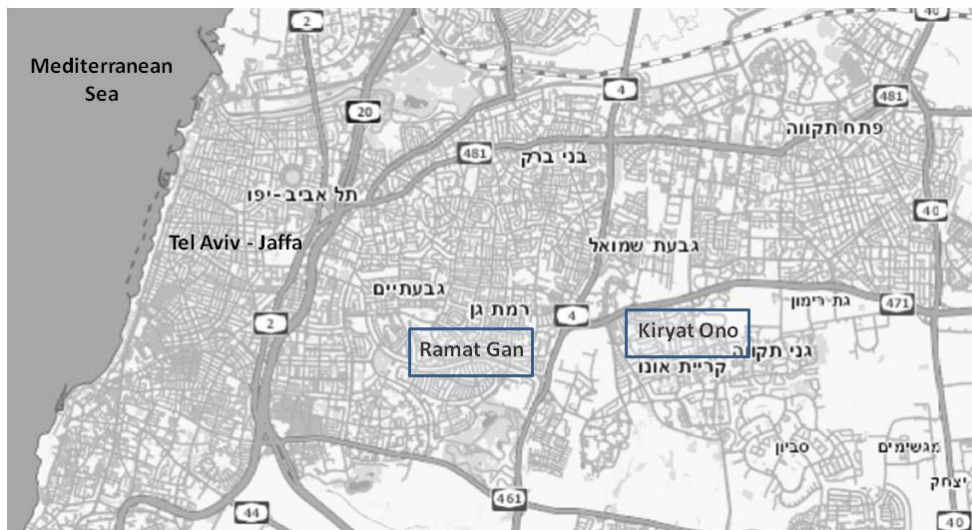 2
40
Mediterranean
Sea
4
20
481
פתח תקווה
481
בני ברק
תל אביב-יפו
40
Tel Aviv - Jaffa
גבעת שמואל
גבעתיים
גת-רימון
471
רמת גן
4
2
Kiryat Ono
Ramat Gan
גני תקווה
קריית אונו
סביון
מגשימים
יצחק
461
44
40